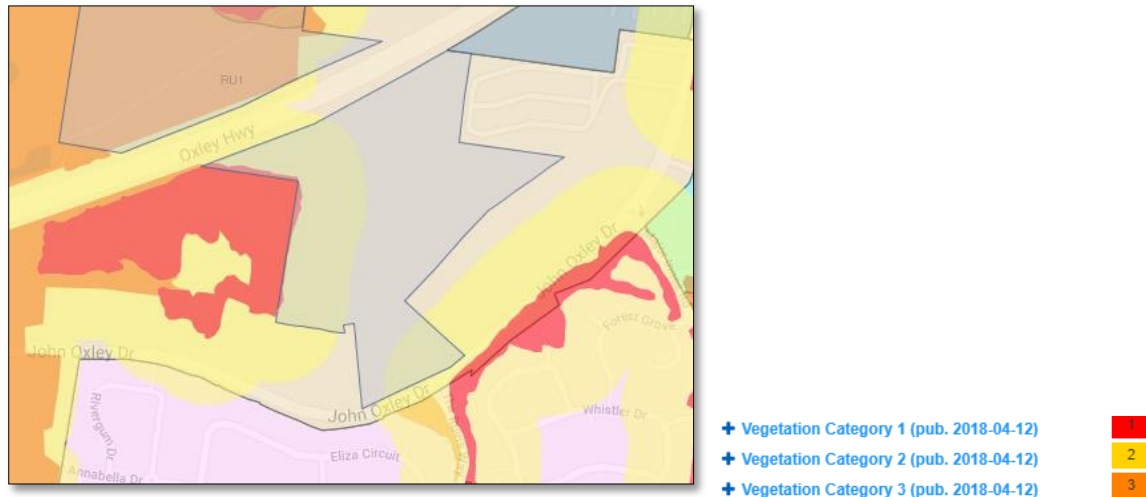 RU1
Oxley Hwy
John Oxley Dr
Forest Grove
John Oxley Dr
Rivergum Dr
John Oxley Dr
Whistler Dr
Eliza Circuit
Annabella Dr
+ Vegetation Category 1 (pub. 2018-04-12) 1
+ Vegetation Category 2 (pub. 2018-04-12) 2
+ Vegetation Category 3 (pub. 2018-04-12) 3